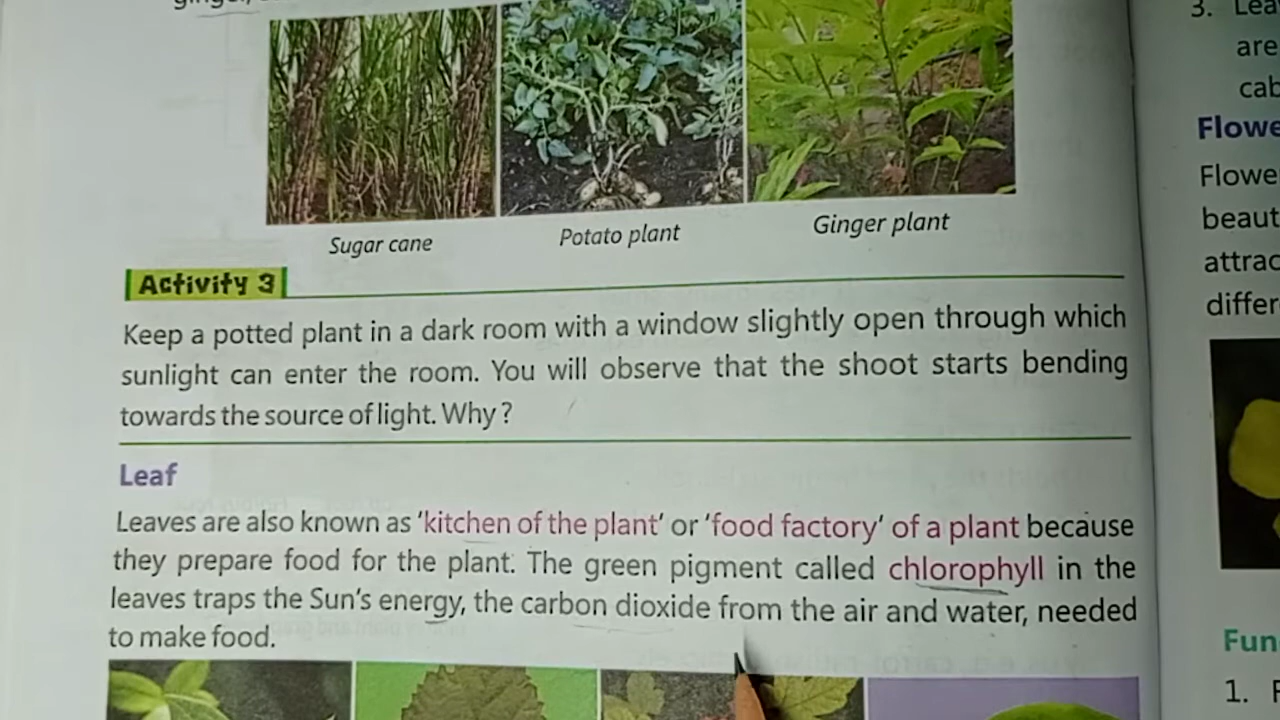 Sugar cane
Potato plant
Ginger plant
Activity 3
Keep a potted plant in a dark room with a window slightly open through which
sunlight can enter the room. You will observe that the shoot starts bending
towards the source of light. Why?
Leaf
Leaves are also known as 'kitchen of the plant' or 'food factory' of a plant because
they prepare food for the plant. The green pigment called chlorophyll in the
leaves traps the Sun's energy, the carbon dioxide from the air and water, needed
to make food.
3.
are
Flowe
Flowe
beaut
attrac
differ
Fun
1.